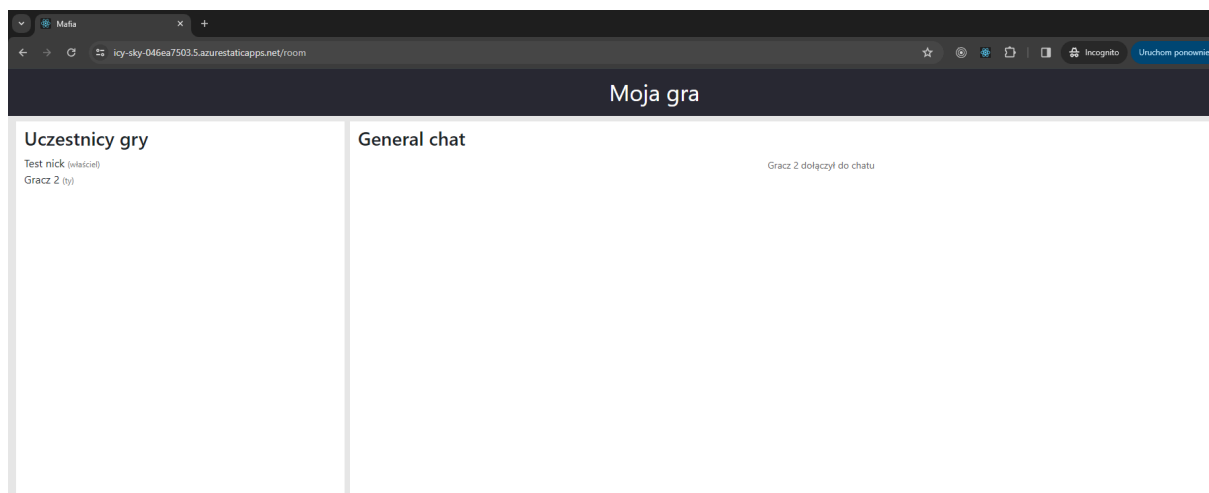 Mafia
icy-sky-046ea7503.5.azurestaticapps.net/room
Incognito
Uruchom ponownie
Moja gra
Uczestnicy gry
Test nick (właściel)
Gracz 2 (ty)
General chat
Gracz 2 dołączył do chatu